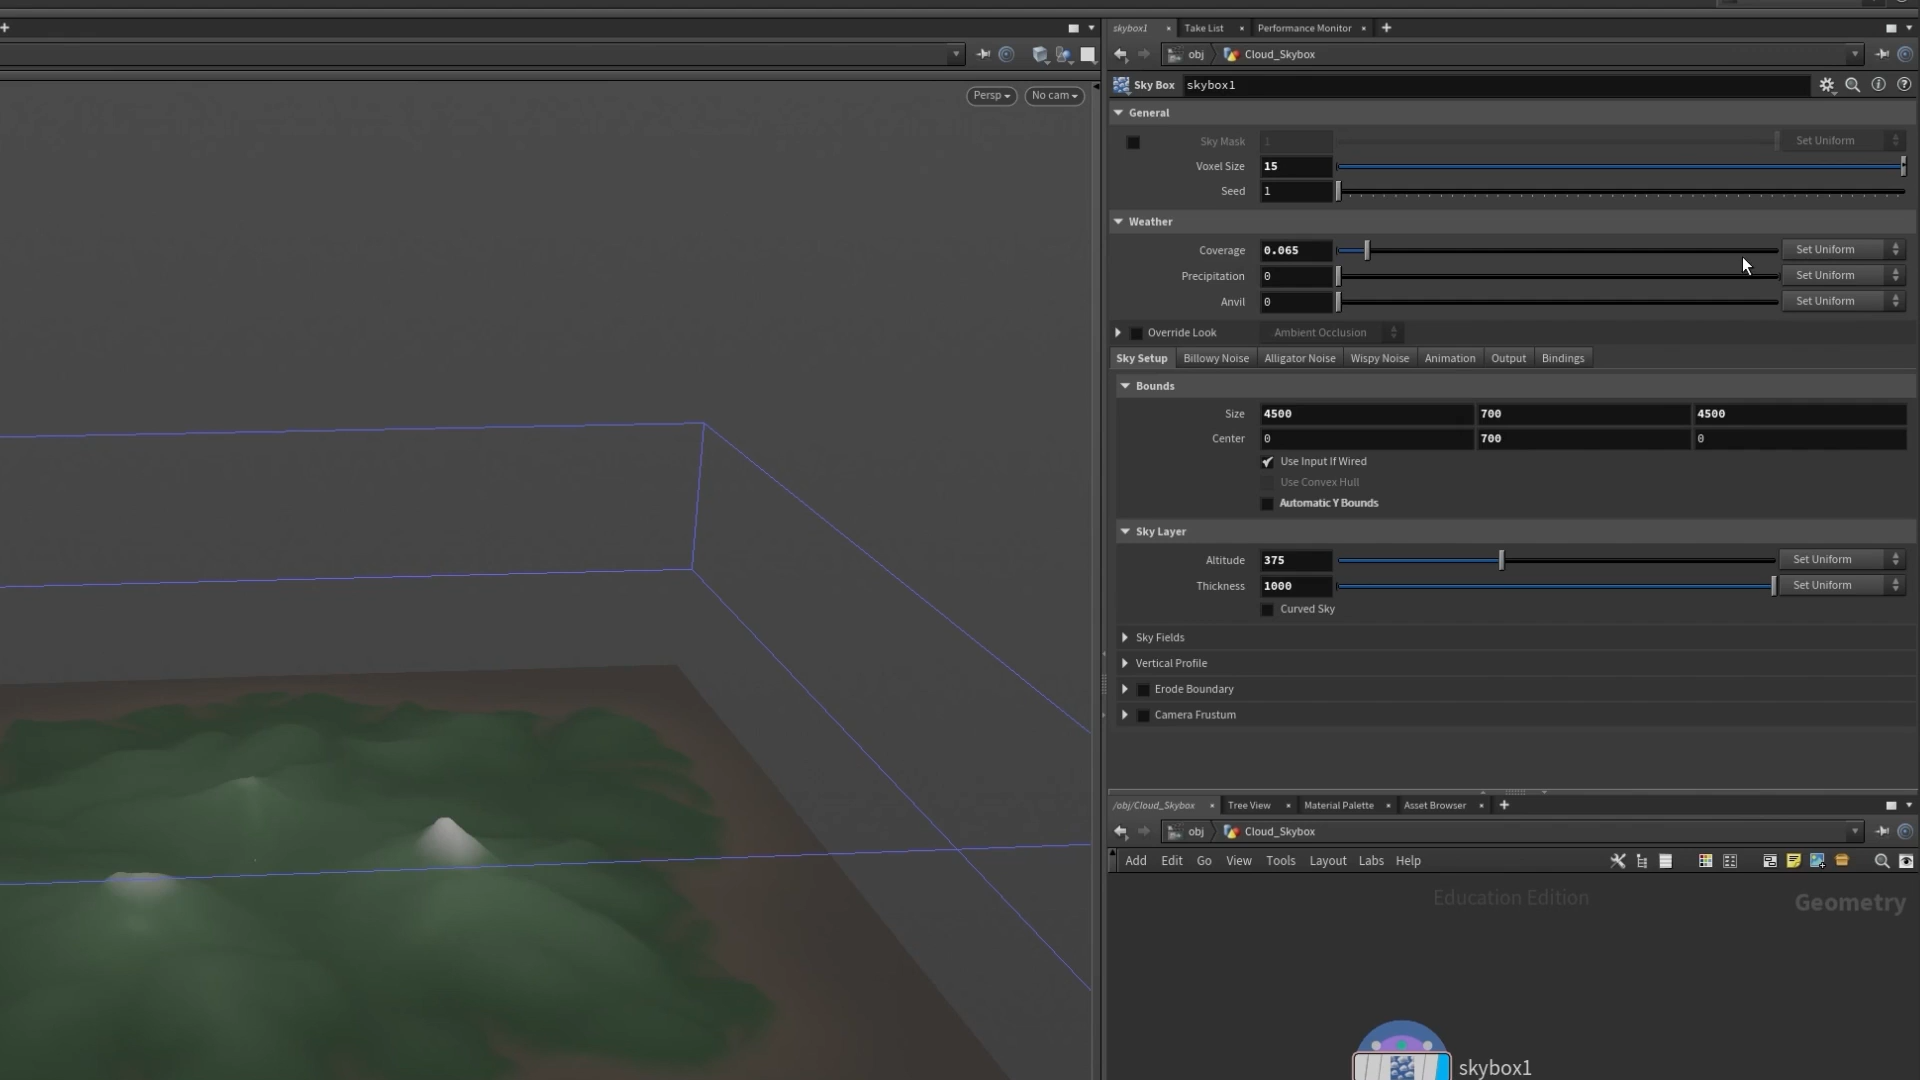 skybox1 Take List Performance Monitor
obj Cloud_Skybox
Sky Box skybox1
Persp No cam
General
Sky Mask 1 Set Uniform
Voxel Size 15
Seed 1
Weather
Coverage 0.065 Set Uniform
Precipitation 0 Set Uniform
Anvil 0 Set Uniform
Override Look Ambient Occlusion
Sky Setup Billowy Noise Alligator Noise Wispy Noise Animation Output Bindings
Bounds
Size 4500 700 4500
Center 0 700 0
Use Input If Wired
Use Convex Hull
Automatic Y Bounds
Sky Layer
Altitude 375 Set Uniform
Thickness 1000 Set Uniform
Curved Sky
Sky Fields
Vertical Profile
Erode Boundary
Camera Frustum
/obj/Cloud_Skybox Tree View Material Palette Asset Browser
obj Cloud_Skybox
Add Edit Go View Tools Layout Labs Help
Education Edition
Geometry
skybox1